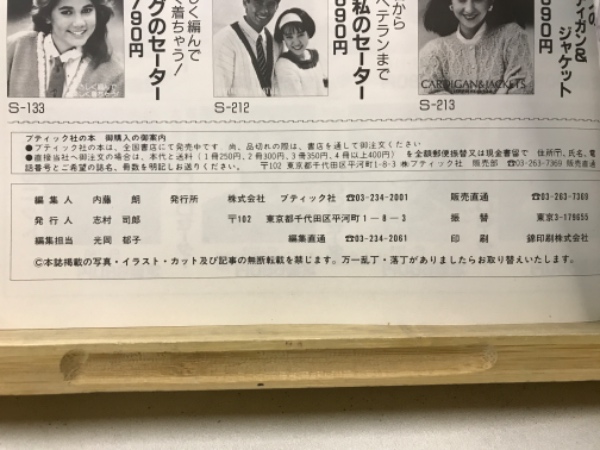 しく編んで
着ちゃう!
グのセーター
790円
から
ベテランまで
私のセーター
690円
ィガン&
ジャケット
690円
CARDIGAN&JACKETS
S-133
S-212
S-213
ブティック社の本 御購入の御案内
●ブティック社の本は、全国書店にて発売中です 尚、品切れの際は、書店を通して御注文ください
●直接当社へ御注文の場合は、本代と送料(1冊250円、2冊300円、3冊350円、4冊以上400円)を全額郵便振替又は現金書留で 住所〒、氏名、電
話番号とご希望の誌名、冊数を明記しお送りください。 〒102 東京都千代田区平河町1-8-3 ㈱ブティック社 販売部 ☎03-263-7369 販売直通
編集人 内藤 朗 発行所 株式会社 ブティック社 ☎03-234-2001 販売直通 ☎03-263-7369
発行人 志村 司郎 〒102 東京都千代田区平河町1-8-3 振替 東京3-179655
編集担当 元岡 郁子 編集直通 ☎03-234-2061 印刷 錦印刷株式会社
©本誌掲載の写真・イラスト・カット及び記事の無断転載を禁じます。万一乱丁・落丁がありましたらお取り替えいたします。